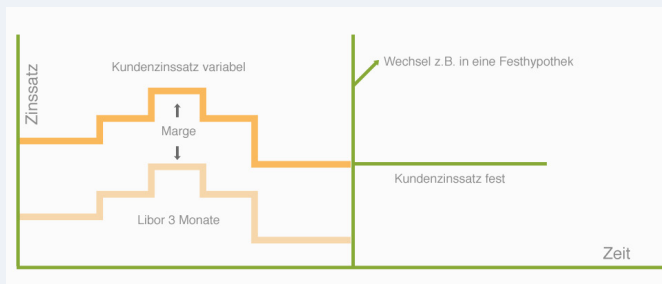 Zinssatz
Kundenzinssatz variabel
Wechsel z.B. in eine Festhypothek
Marge
Kundenzinssatz fest
Libor 3 Monate
Zeit